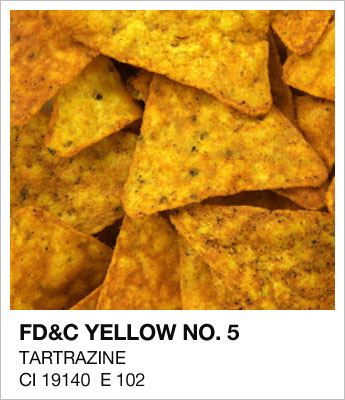 FD&C YELLOW NO. 5
TARTRAZINE
CI 19140 E 102